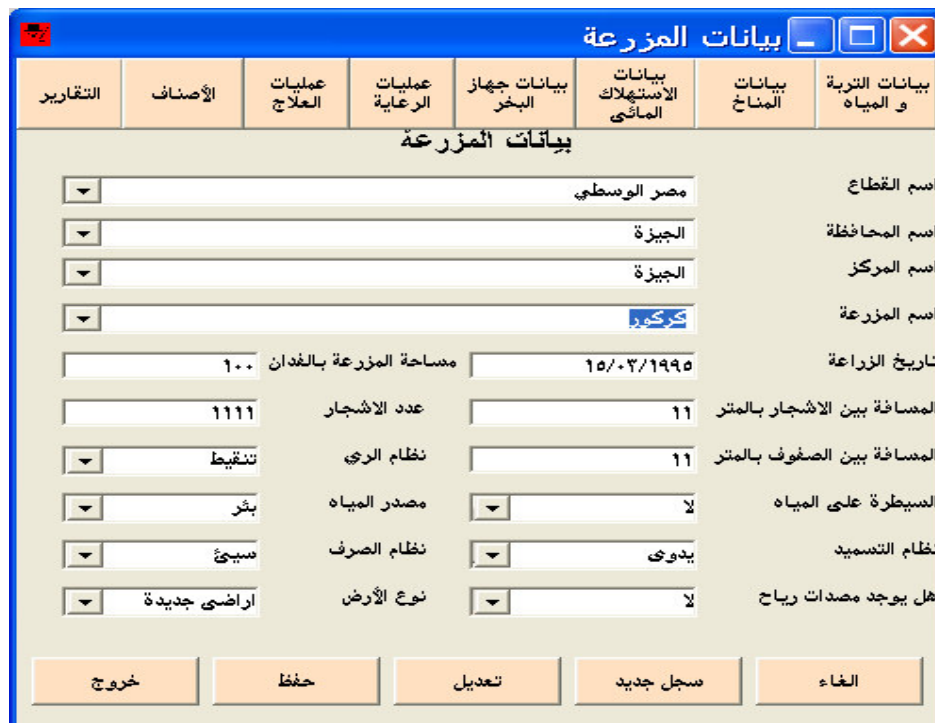 بيانات المزرعة
بيانات التربة و المياه
بيانات المناخ
بيانات الاستهلاك المائى
بيانات جهاز البخر
عمليات الرعاية
عمليات العلاج
الأصناف
التقارير
بيانات المزرعة
اسم القطاع مصر الوسطي
اسم المحافظة الجيزة
اسم المركز الجيزة
اسم المزرعة كركور
تاريخ الزراعة ١٥/٠٣/١٩٩٥ مساحة المزرعة بالفدان ١٠٠
المسافة بين الاشجار بالمتر ١١ عدد الاشجار ١١١١
المسافة بين الصفوف بالمتر ١١ نظام الري تنقيط
السيطرة على المياه لا مصدر المياه بئر
نظام التسميد يدوى نظام الصرف سيئ
هل يوجد مصدات رياح لا نوع الأرض اراضى جديدة
الغاء سجل جديد تعديل حفظ خروج